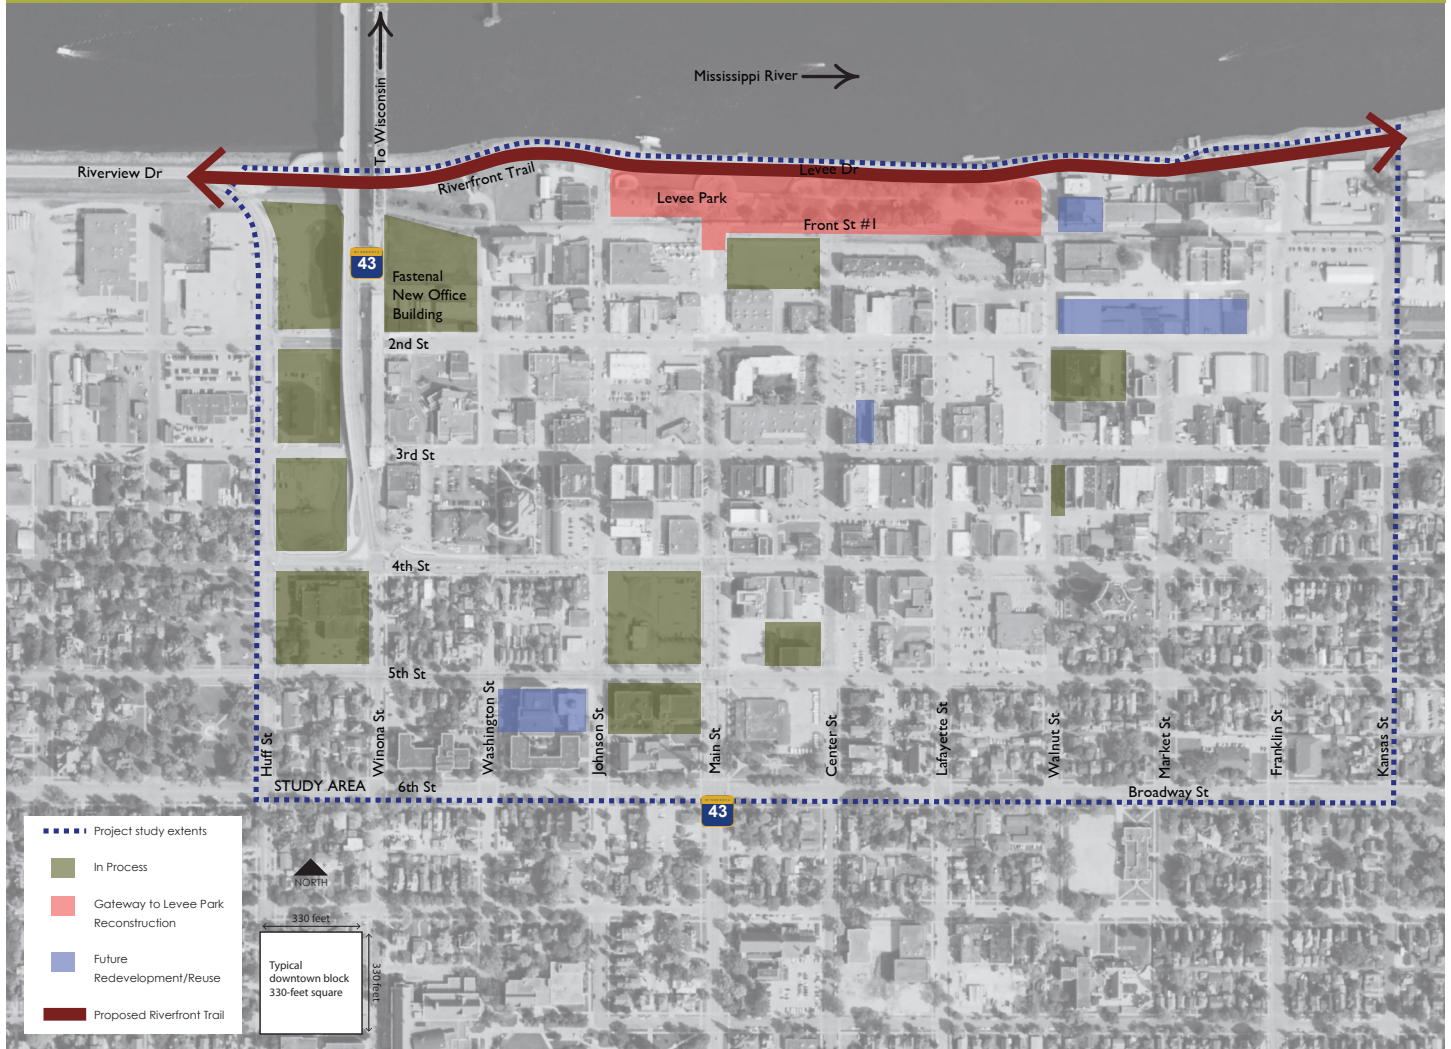 To Wisconsin
Mississippi River
Riverview Dr
Riverfront Trail
Levee Dr
Levee Park
Front St #1
43
Fastenal
New Office
Building
2nd St
3rd St
4th St
5th St
Huff St
Winona St
Washington St
Johnson St
Main St
Center St
Lafayette St
Walnut St
Market St
Franklin St
Kansas St
STUDY AREA
6th St
Broadway St
43
Project study extents
In Process
Gateway to Levee Park
Reconstruction
Future
Redevelopment/Reuse
Proposed Riverfront Trail
NORTH
330 feet
330 feet
Typical
downtown block
330-feet square